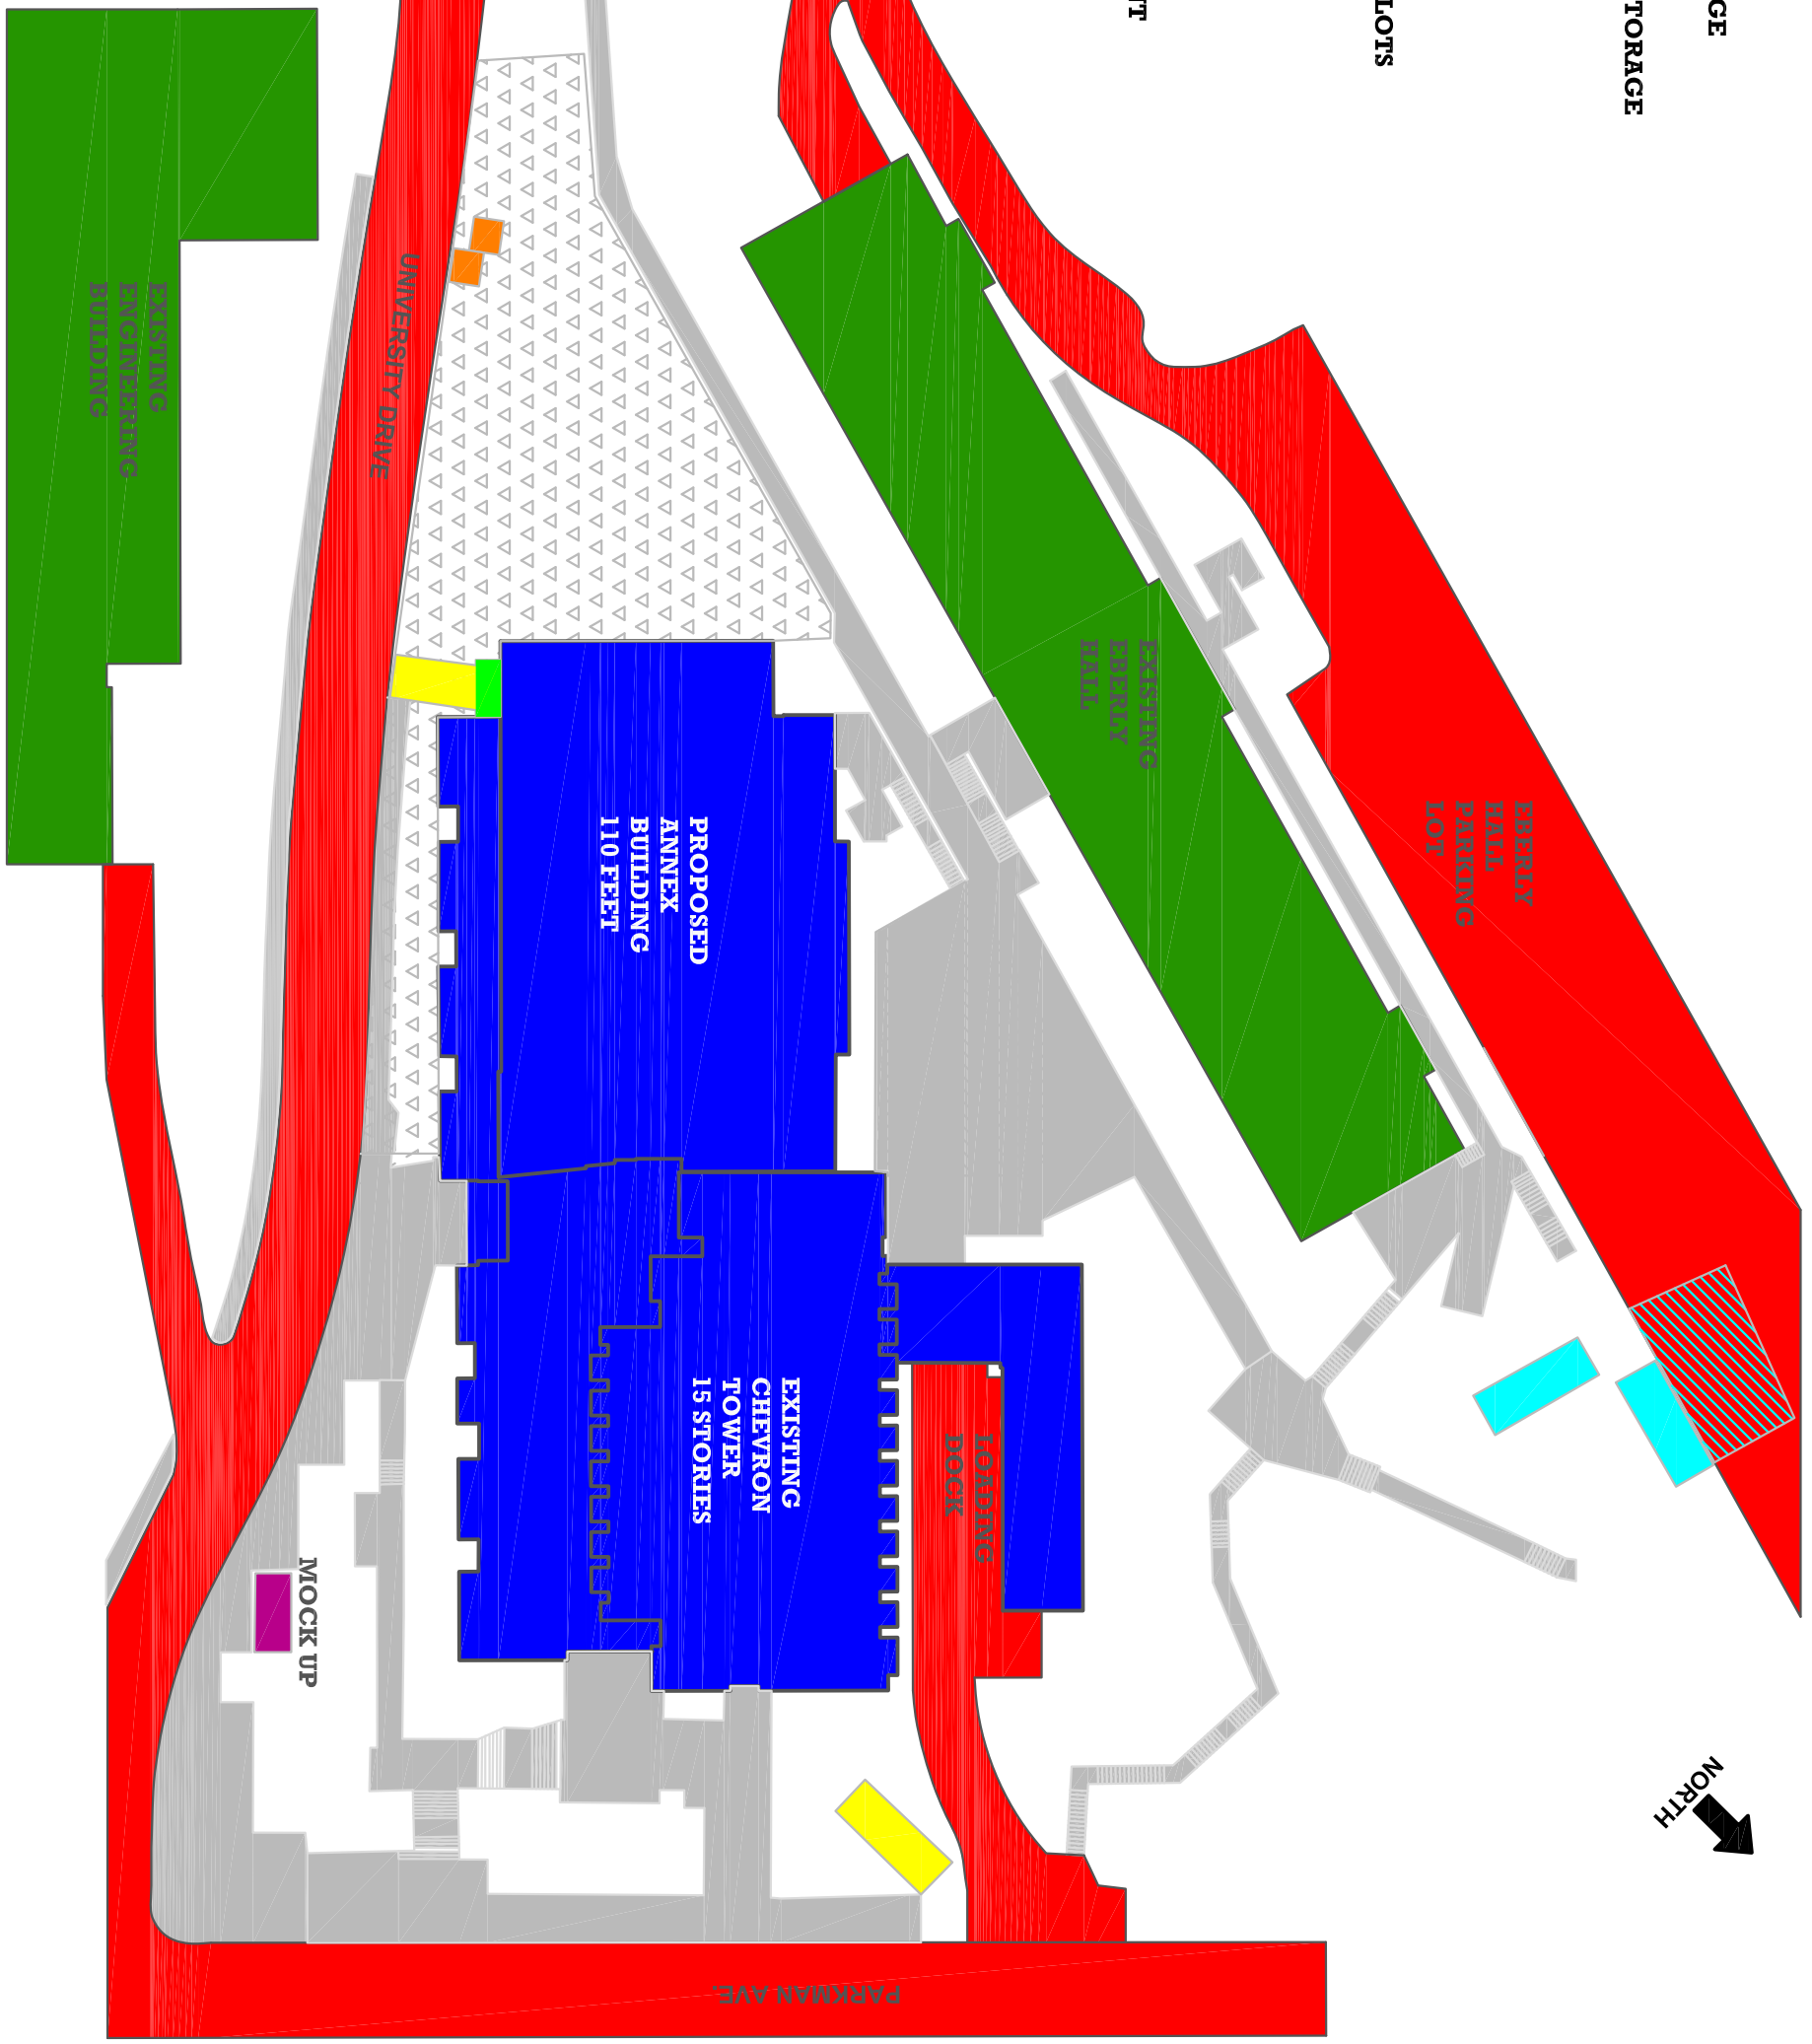 GE
TORAGE
LOTS
T
EXISTING
ENGINEERING
BUILDING
UNIVERSITY DRIVE
EXISTING
EBERLY
HALL
EBERLY
HALL
PARKING
LOT
PROPOSED
ANNEX
BUILDING
110 FEET
EXISTING
CHEVRON
TOWER
15 STORIES
LOADING
DOCK
MOCK UP
NORTH
PARKMAN AVE.